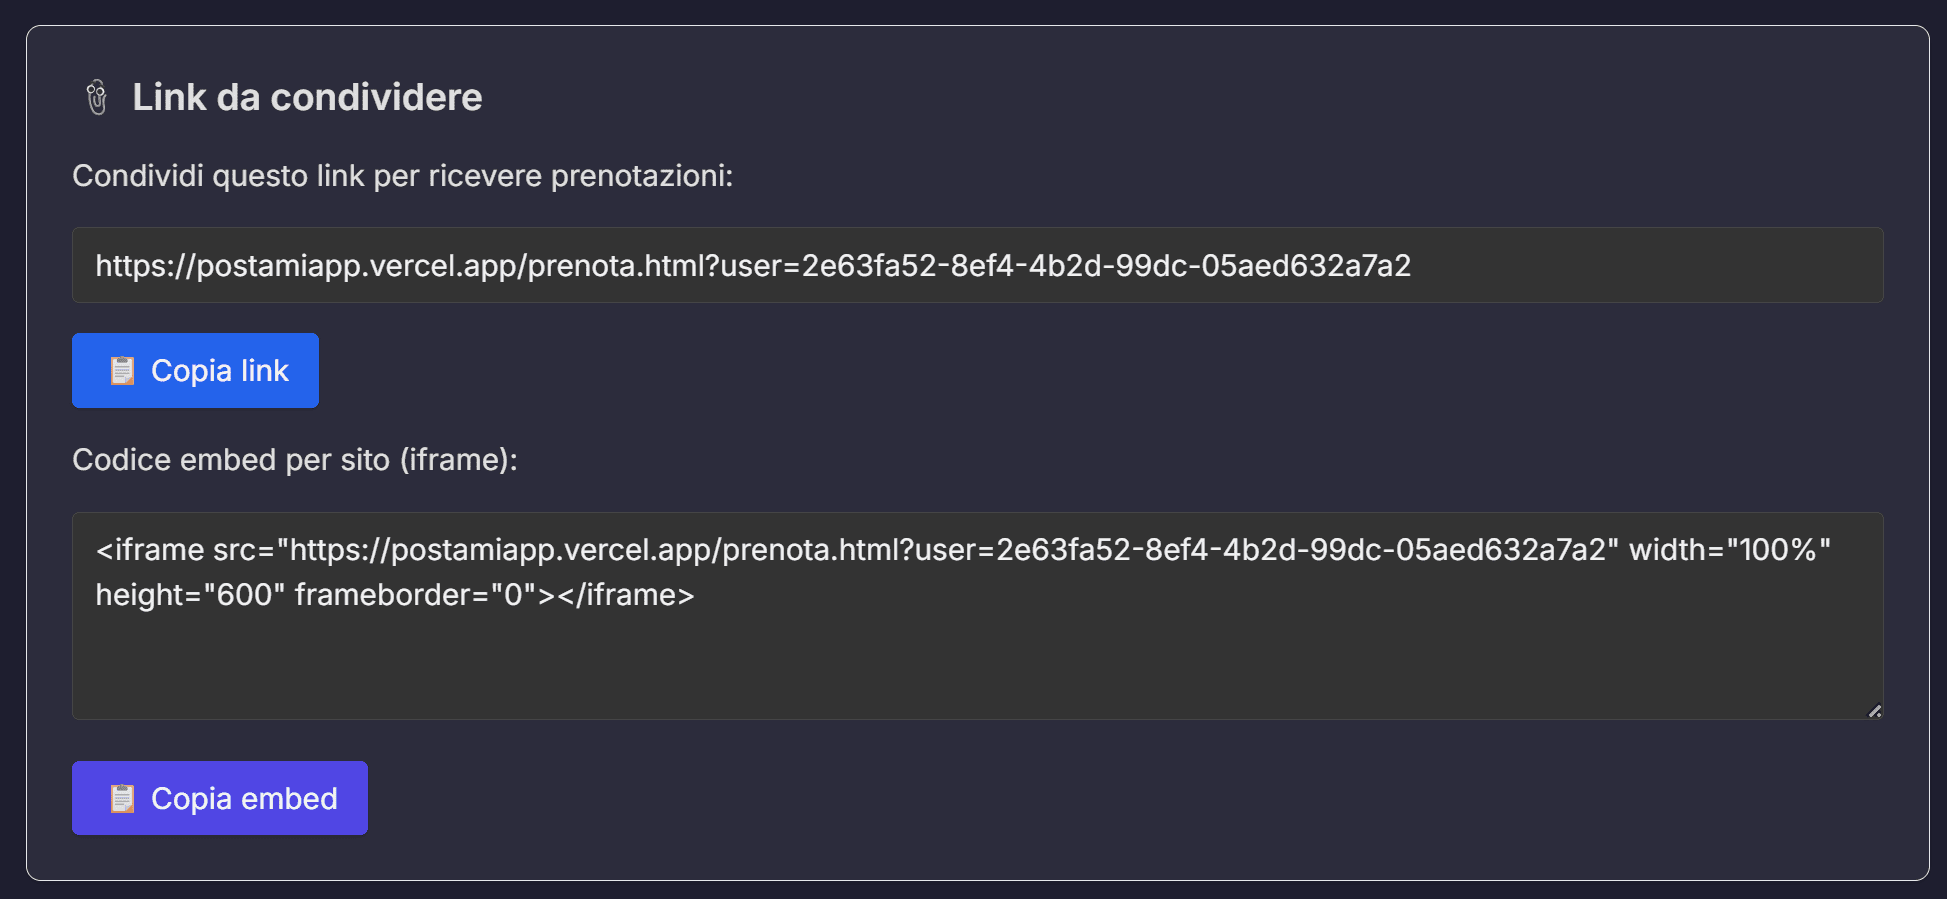 Link da condividere
Condividi questo link per ricevere prenotazioni:
https://postamiapp.vercel.app/prenota.html?user=2e63fa52-8ef4-4b2d-99dc-05aed632a7a2
Copia link
Codice embed per sito (iframe):
<iframe src="https://postamiapp.vercel.app/prenota.html?user=2e63fa52-8ef4-4b2d-99dc-05aed632a7a2" width="100%"
height="600" frameborder="0"></iframe>
Copia embed